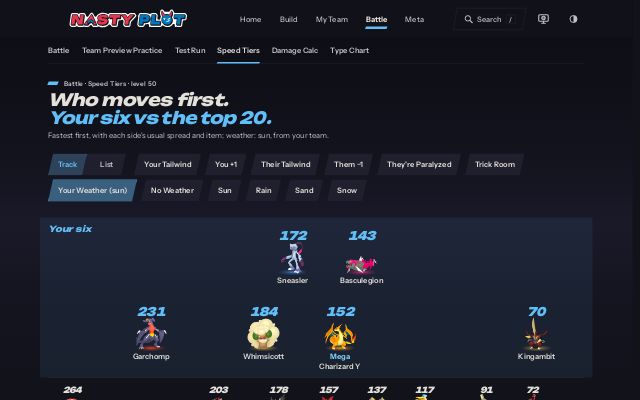 NASTY PLOT
Home Build My Team Battle Meta Search /
Battle Team Preview Practice Test Run Speed Tiers Damage Calc Type Chart
Battle · Speed Tiers · level 50
Who moves first.
Your six vs the top 20.
Fastest first, with each side's usual spread and item; weather: sun, from your team.
Track List Your Tailwind You +1 Their Tailwind Them −1 They're Paralyzed Trick Room
Your Weather (sun) No Weather Sun Rain Sand Snow
Your six
172 143
Sneasler Basculegion
231 184 152 70
Garchomp Whimsicott Mega Charizard Y Kingambit
264 203 178 157 137 117 91 72